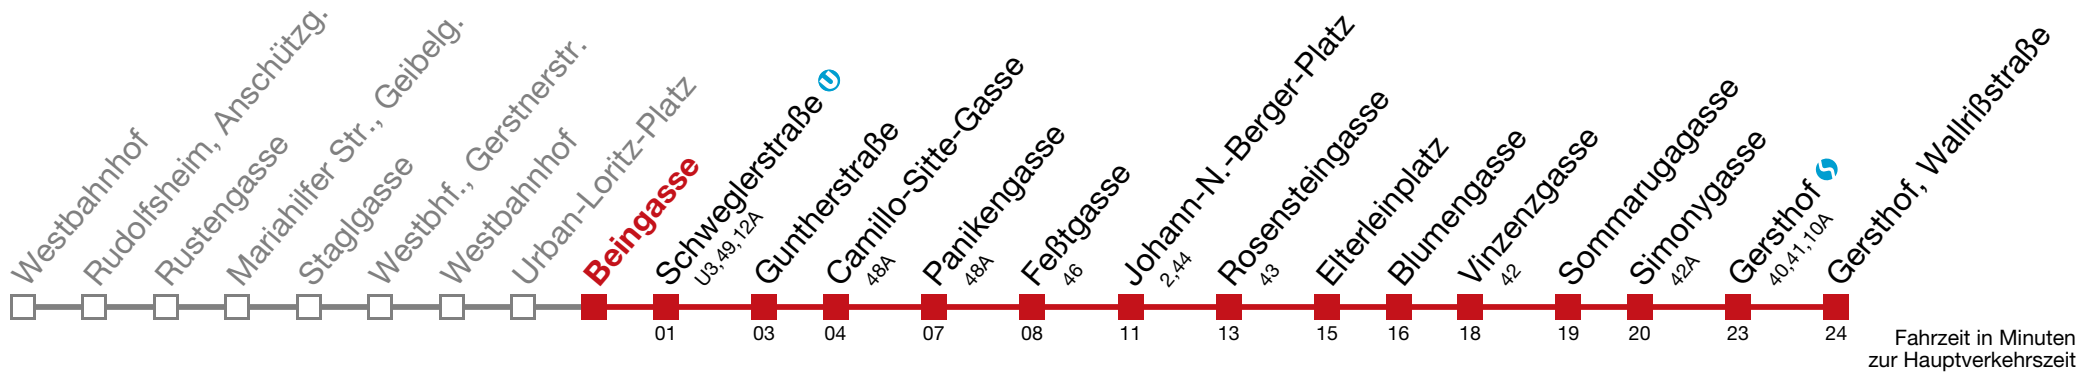 Westbahnhof
Rudolfsheim, Anschützg.
Rustengasse
Mariahilfer Str., Geibelg.
Staglgasse
Westbhf., Gerstnerstr.
Westbahnhof
Urban-Loritz-Platz
Beingasse
Schweglerstraße U
U3,49,12A
Guntherstraße
Camillo-Sitte-Gasse
48A
Panikengasse
48A
Feßtgasse
46
Johann-N.-Berger-Platz
2,44
Rosensteingasse
43
Elterleinplatz
Blumengasse
Vinzenzgasse
42
Sommarugagasse
Simonygasse
42A
Gersthof
40,41,10A
Gersthof, Wallrißstraße
01 03 04 07 08 11 13 15 16 18 19 20 23 24
Fahrzeit in Minuten
zur Hauptverkehrszeit